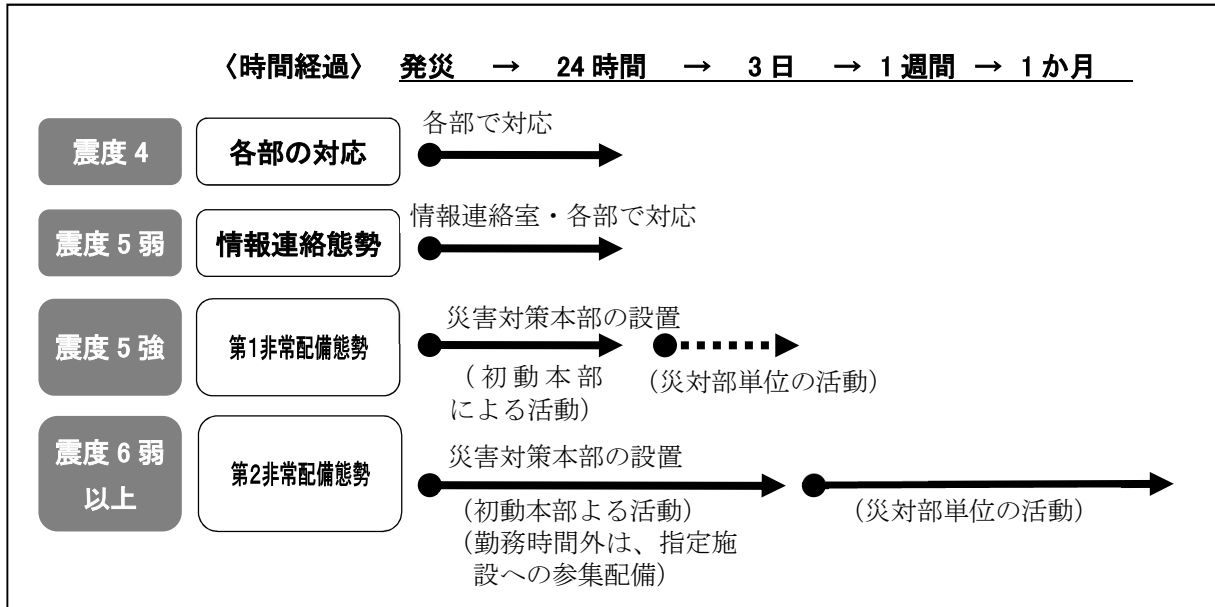 〈時間経過〉 発災 → 24時間 → 3日 → 1週間 → 1か月
震度4
各部の対応
各部で対応
震度5弱
情報連絡態勢
情報連絡室・各部で対応
震度5強
第1非常配備態勢
災害対策本部の設置
（初動本部
による活動）
（災対部単位の活動）
震度6弱
以上
第2非常配備態勢
災害対策本部の設置
（初動本部よる活動）
（勤務時間外は、指定施
設への参集配備）
（災対部単位の活動）